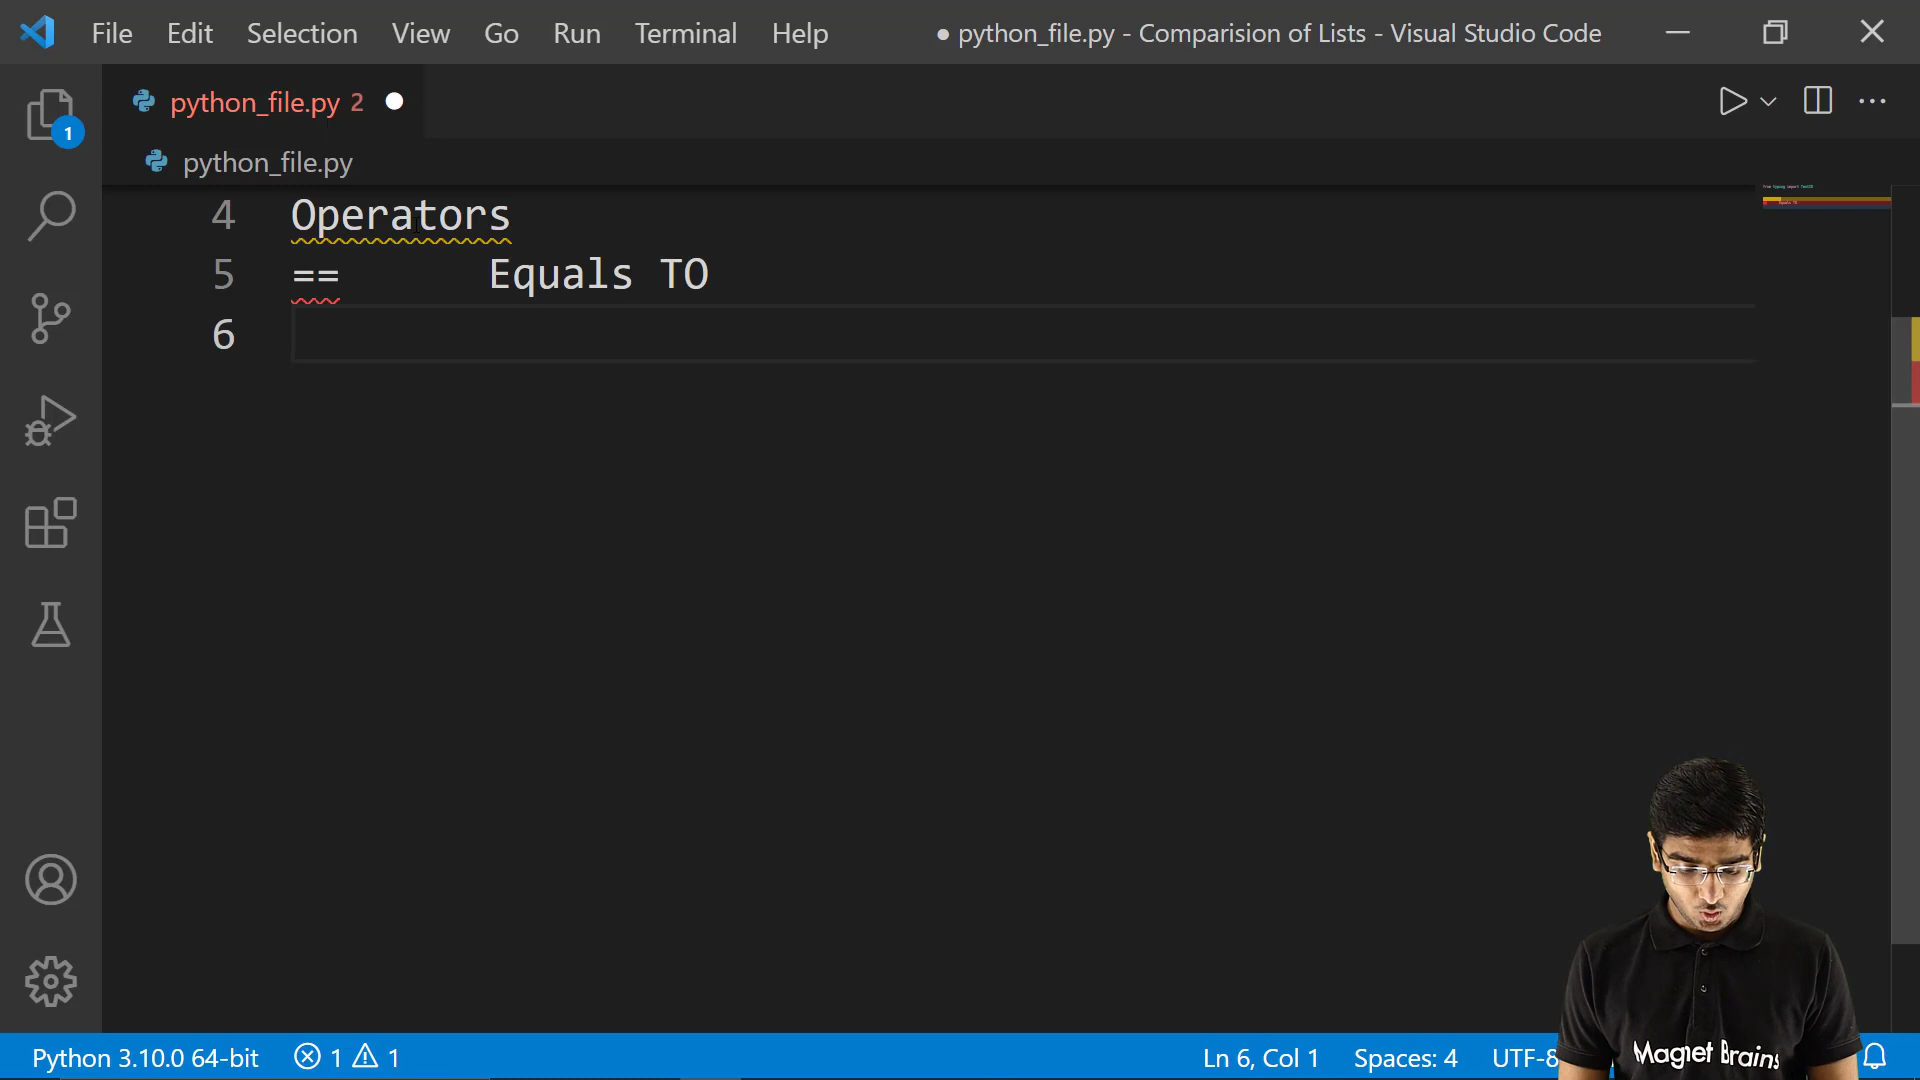 File Edit Selection View Go Run Terminal Help ● python_file.py - Comparision of Lists - Visual Studio Code
python_file.py 2
python_file.py
4 Operators
5 == Equals TO
6
1
Python 3.10.0 64-bit 1 1 Ln 6, Col 1 Spaces: 4 UTF-8
Magnet Brains